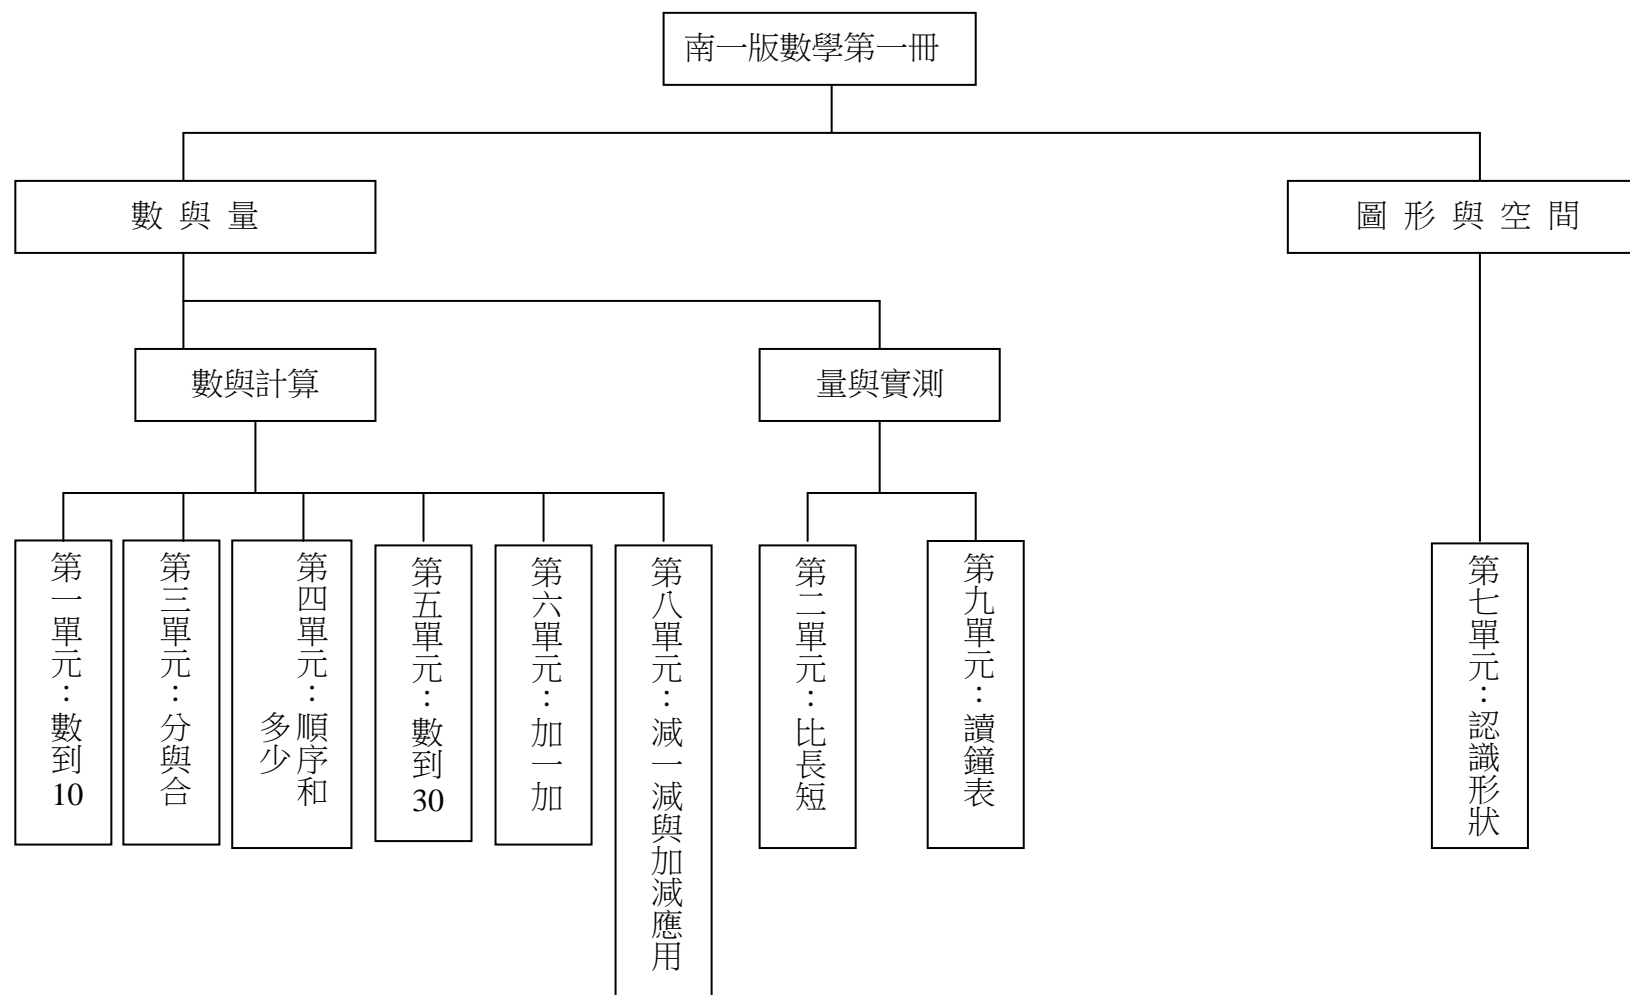 南一版數學第一冊
數與量
圖形與空間
數與計算
量與實測
第一單元：數到10
第三單元：分與合
第四單元：順序和
多少
第五單元：數到30
第六單元：加一加
第八單元：減一減與加減應用
第二單元：比長短
第九單元：讀鐘表
第七單元：認識形狀